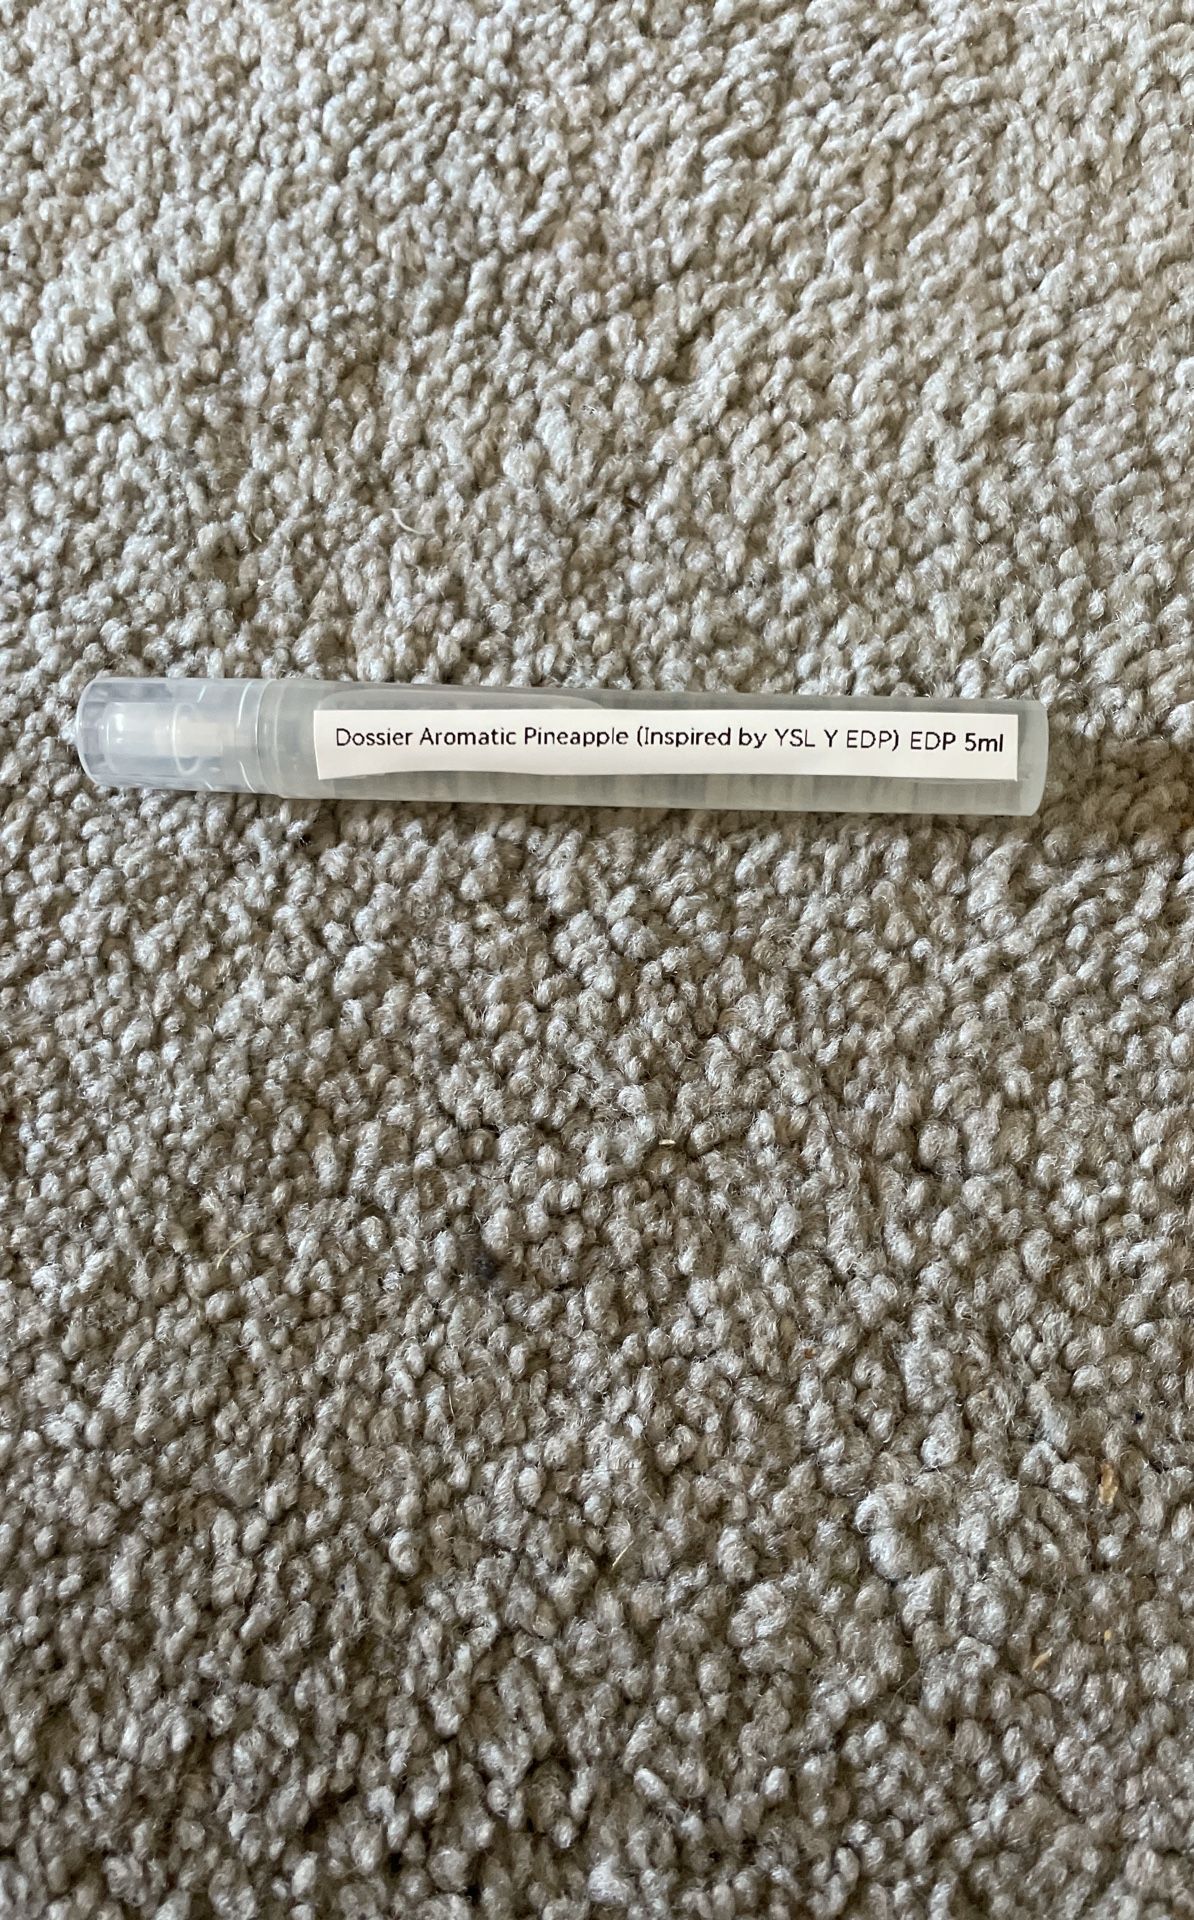 Dossier Aromatic Pineapple (Inspired by YSL Y EDP) EDP 5ml